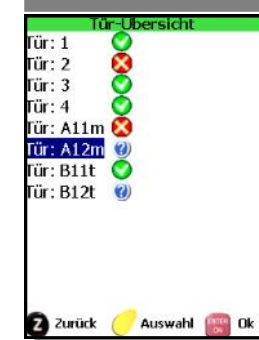 Tür-Übersicht
Tür: 1
Tür: 2
Tür: 3
Tür: 4
Tür: A11m
Tür: A12m
Tür: B11t
Tür: B12t
Z Zurück Auswahl ENTER ON Ok